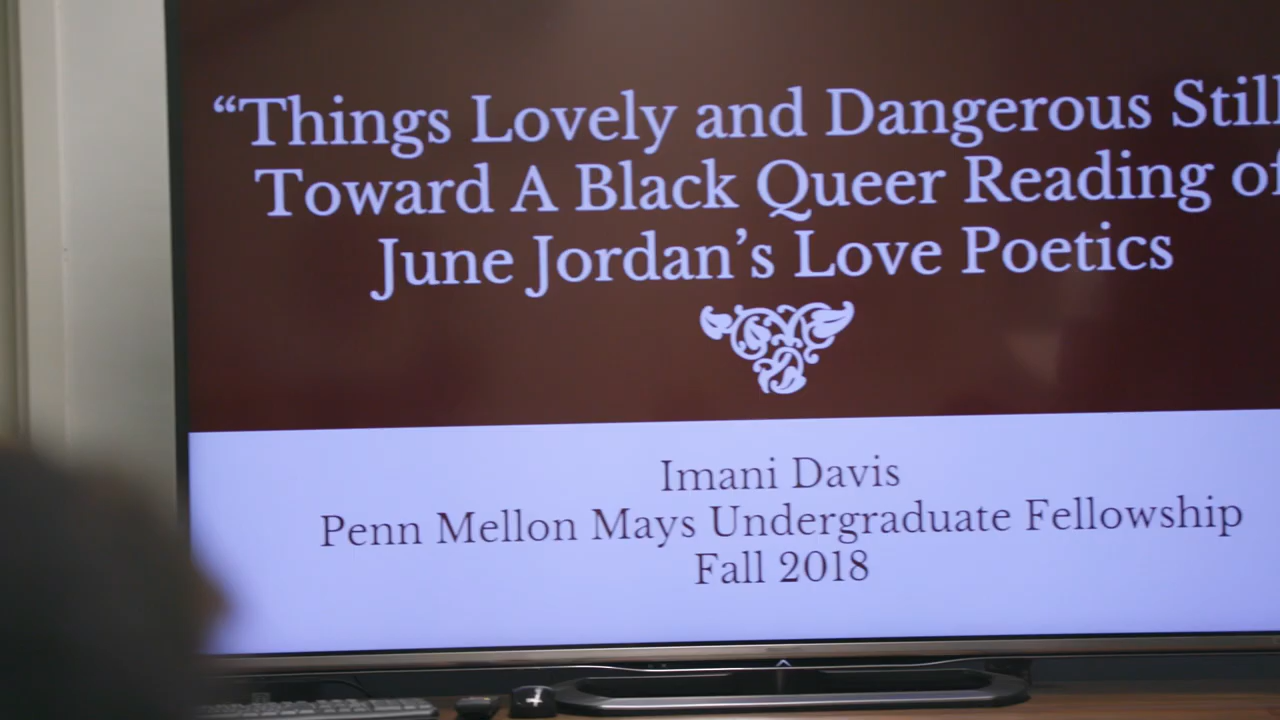 “Things Lovely and Dangerous Still
Toward A Black Queer Reading of
June Jordan’s Love Poetics
Imani Davis
Penn Mellon Mays Undergraduate Fellowship
Fall 2018